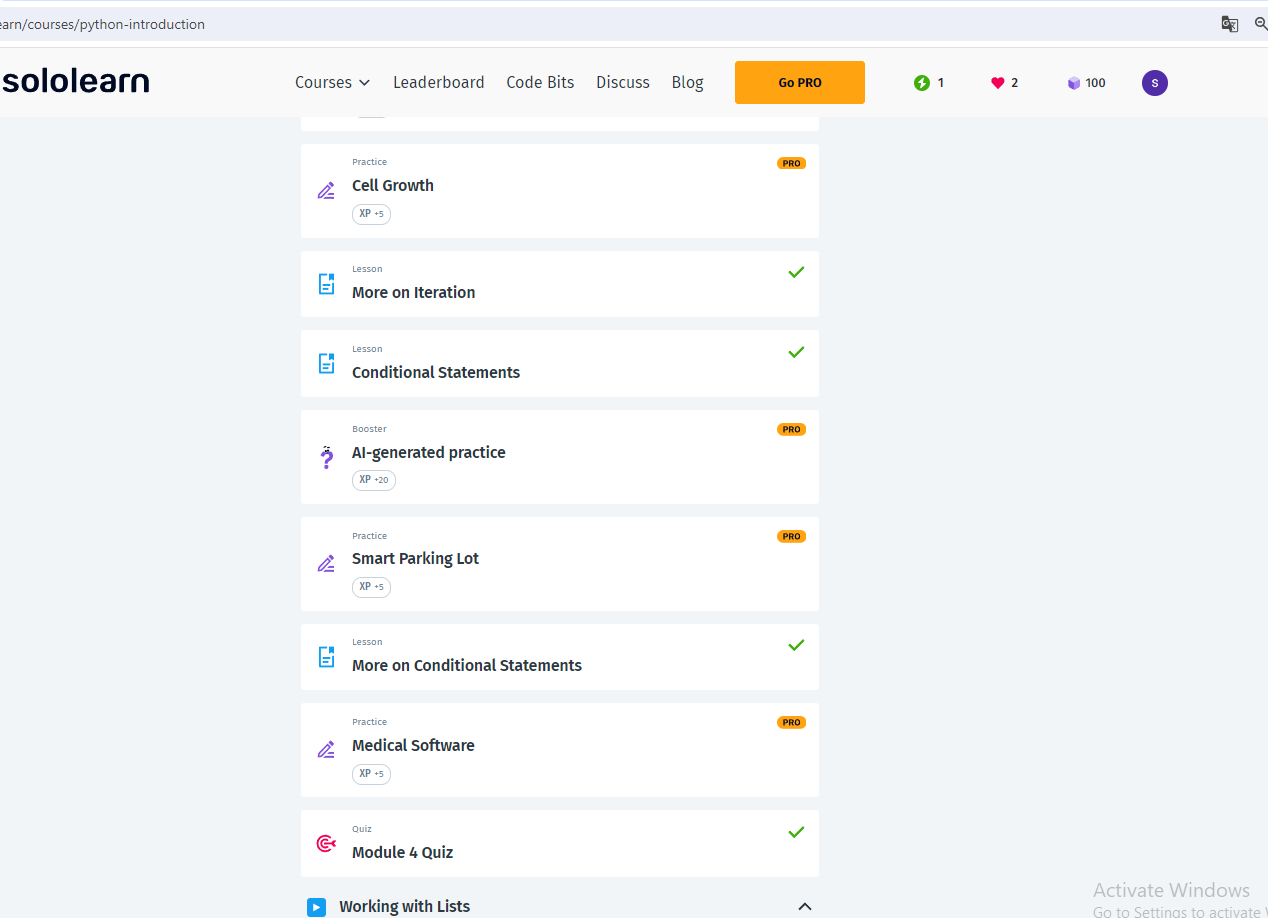 earn/courses/python-introduction
sololearn
Courses
Leaderboard
Code Bits
Discuss
Blog
Go PRO
1
2
100
S
Practice
PRO
Cell Growth
XP +5
Lesson
More on Iteration
Lesson
Conditional Statements
Booster
PRO
AI-generated practice
XP +20
Practice
PRO
Smart Parking Lot
XP +5
Lesson
More on Conditional Statements
Practice
PRO
Medical Software
XP +5
Quiz
Module 4 Quiz
Working with Lists
Activate Windows
Go to Settings to activate